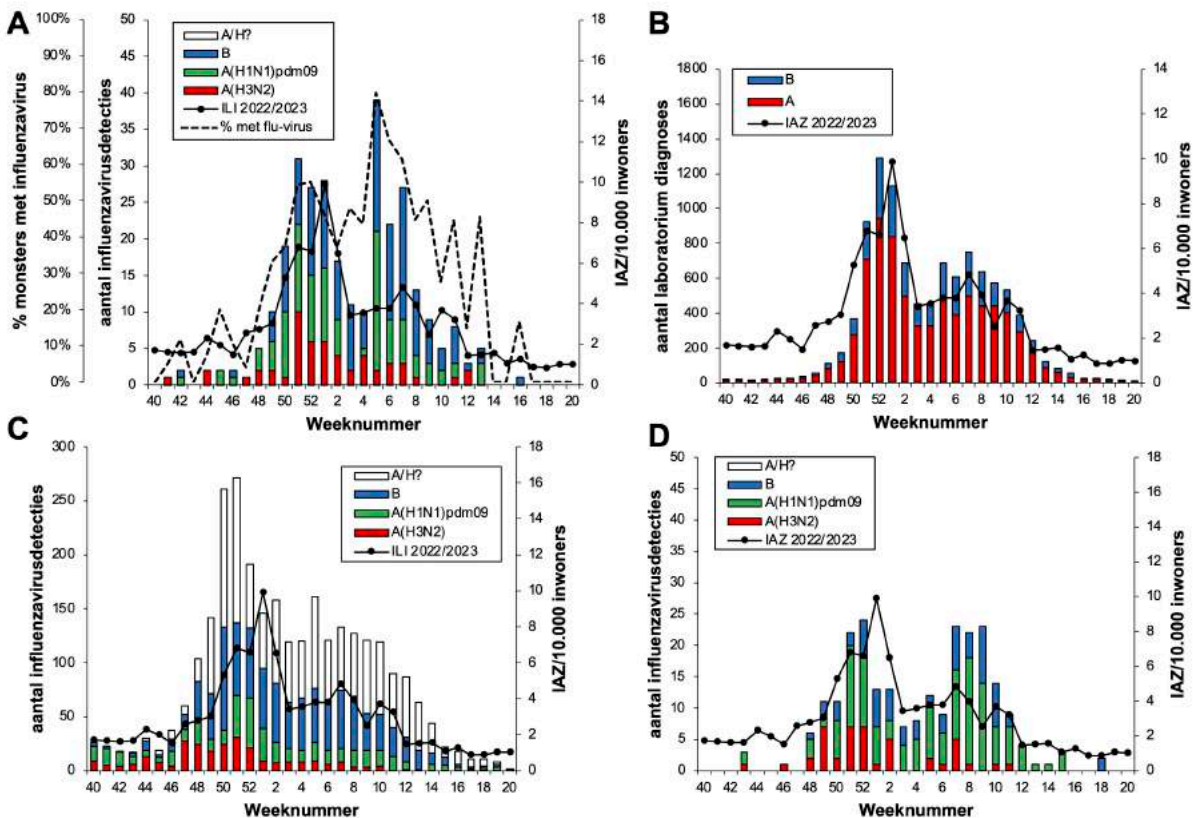 A
% monsters met influenzavirus
100%
90%
80%
70%
60%
50%
40%
30%
20%
10%
0%
aantal influenzavirusdetecties
50
45
40
35
30
25
20
15
10
5
0
A/H?
B
A(H1N1)pdm09
A(H3N2)
ILI 2022/2023
% met flu-virus
18
16
14
12
10
8
6
4
2
0
IAZ/10.000 inwoners
40 42 44 46 48 50 52 2 4 6 8 10 12 14 16 18 20
Weeknummer
B
aantal laboratorium diagnoses
1800
1600
1400
1200
1000
800
600
400
200
0
B
A
IAZ 2022/2023
14
12
10
8
6
4
2
0
IAZ/10.000 inwoners
40 42 44 46 48 50 52 2 4 6 8 10 12 14 16 18 20
Weeknummer
C
aantal influenzavirusdetecties
300
250
200
150
100
50
0
A/H?
B
A(H1N1)pdm09
A(H3N2)
ILI 2022/2023
18
16
14
12
10
8
6
4
2
0
IAZ/10.000 inwoners
40 42 44 46 48 50 52 2 4 6 8 10 12 14 16 18 20
Weeknummer
D
aantal influenzavirusdetecties
50
45
40
35
30
25
20
15
10
5
0
A/H?
B
A(H1N1)pdm09
A(H3N2)
IAZ 2022/2023
18
16
14
12
10
8
6
4
2
0
IAZ/10.000 inwoners
40 42 44 46 48 50 52 2 4 6 8 10 12 14 16 18 20
Weeknummer